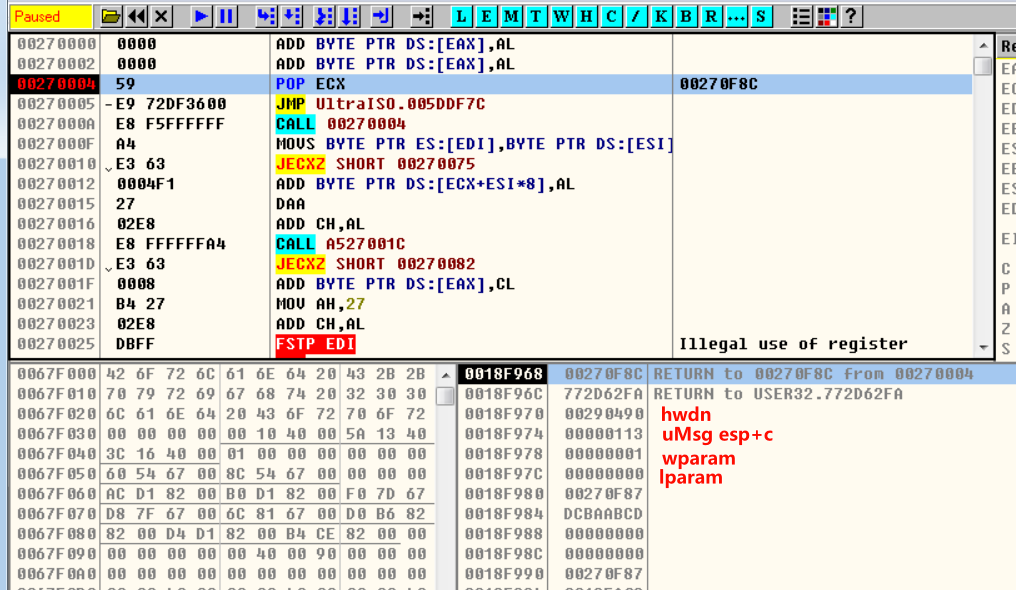 Paused L E M T W H C / K B R ... S ?
00270000 0000 ADD BYTE PTR DS:[EAX],AL
00270002 0000 ADD BYTE PTR DS:[EAX],AL
00270004 59 POP ECX 00270F8C
00270005 -E9 72DF3600 JMP UltraISO.005DDF7C
0027000A E8 F5FFFFFF CALL 00270004
0027000F A4 MOVS BYTE PTR ES:[EDI],BYTE PTR DS:[ESI]
00270010 E3 63 JECXZ SHORT 00270075
00270012 0004F1 ADD BYTE PTR DS:[ECX+ESI*8],AL
00270015 27 DAA
00270016 02E8 ADD CH,AL
00270018 E8 FFFFFFA4 CALL A527001C
0027001D E3 63 JECXZ SHORT 00270082
0027001F 0008 ADD BYTE PTR DS:[EAX],CL
00270021 B4 27 MOV AH,27
00270023 02E8 ADD CH,AL
00270025 DBFF FSTP EDI Illegal use of register
Re
C
P
A
Z
S
0067F000 42 6F 72 6C 61 6E 64 20 43 2B 2B
0067F010 70 79 72 69 67 68 74 20 32 30 30
0067F020 6C 61 6E 64 20 43 6F 72 70 6F 72
0067F030 00 00 00 00 00 10 40 00 5A 13 40
0067F040 3C 16 40 00 01 00 00 00 00 00 00
0067F050 60 54 67 00 8C 54 67 00 00 00 00
0067F060 AC D1 82 00 B0 D1 82 00 F0 7D 67
0067F070 D8 7F 67 00 6C 81 67 00 D0 B6 82
0067F080 82 00 D4 D1 82 00 B4 CE 82 00 00
0067F090 00 00 00 00 00 40 00 90 00 00 00
0067F0A0 00 00 00 00 00 00 00 00 00 00 00
0018F968 00270F8C RETURN to 00270F8C from 00270004
0018F96C 772D62FA RETURN to USER32.772D62FA
0018F970 00290490 hwdn
0018F974 00000113 uMsg esp+c
0018F978 00000001 wparam
0018F97C 00000000 lparam
0018F980 00270F87
0018F984 DCBAABCD
0018F988 00000000
0018F98C 00000000
0018F990 00270F87